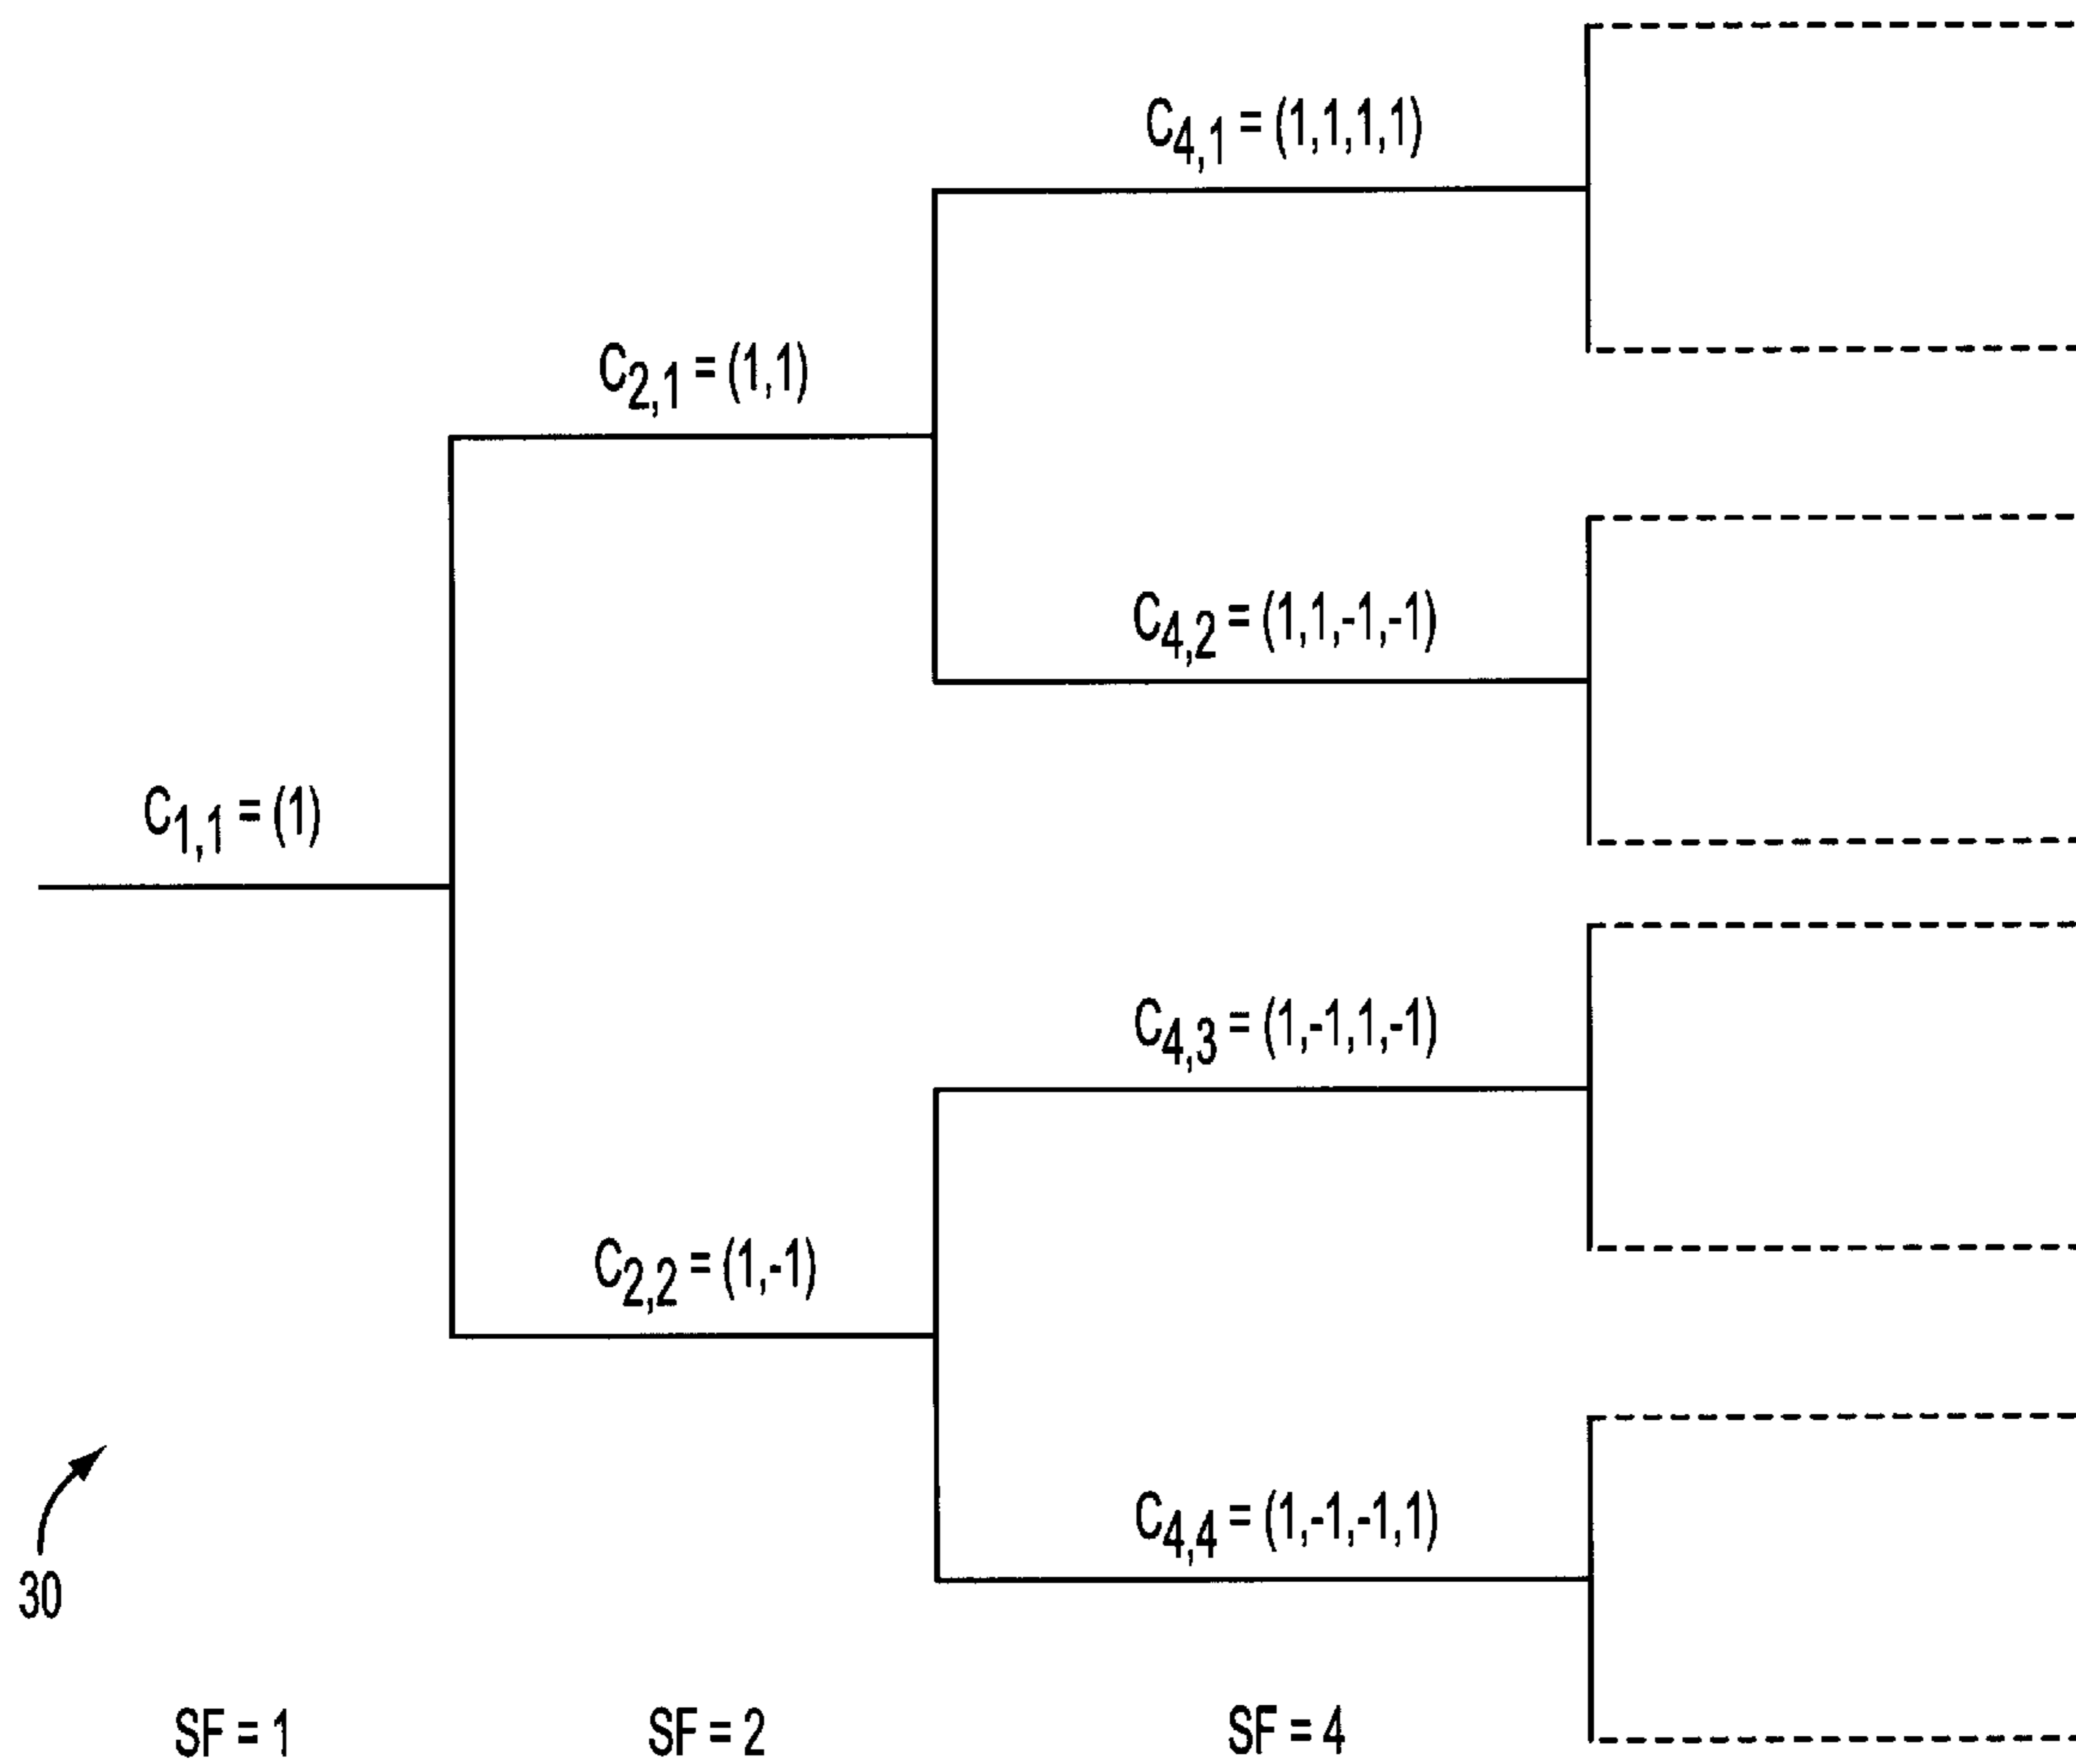 C4,1 = (1,1,1,1)
C2,1 = (1,1)
C4,2 = (1,1,-1,-1)
C1,1 = (1)
C4,3 = (1,-1,1,-1)
C2,2 = (1,-1)
C4,4 = (1,-1,-1,1)
30
SF = 1
SF = 2
SF = 4